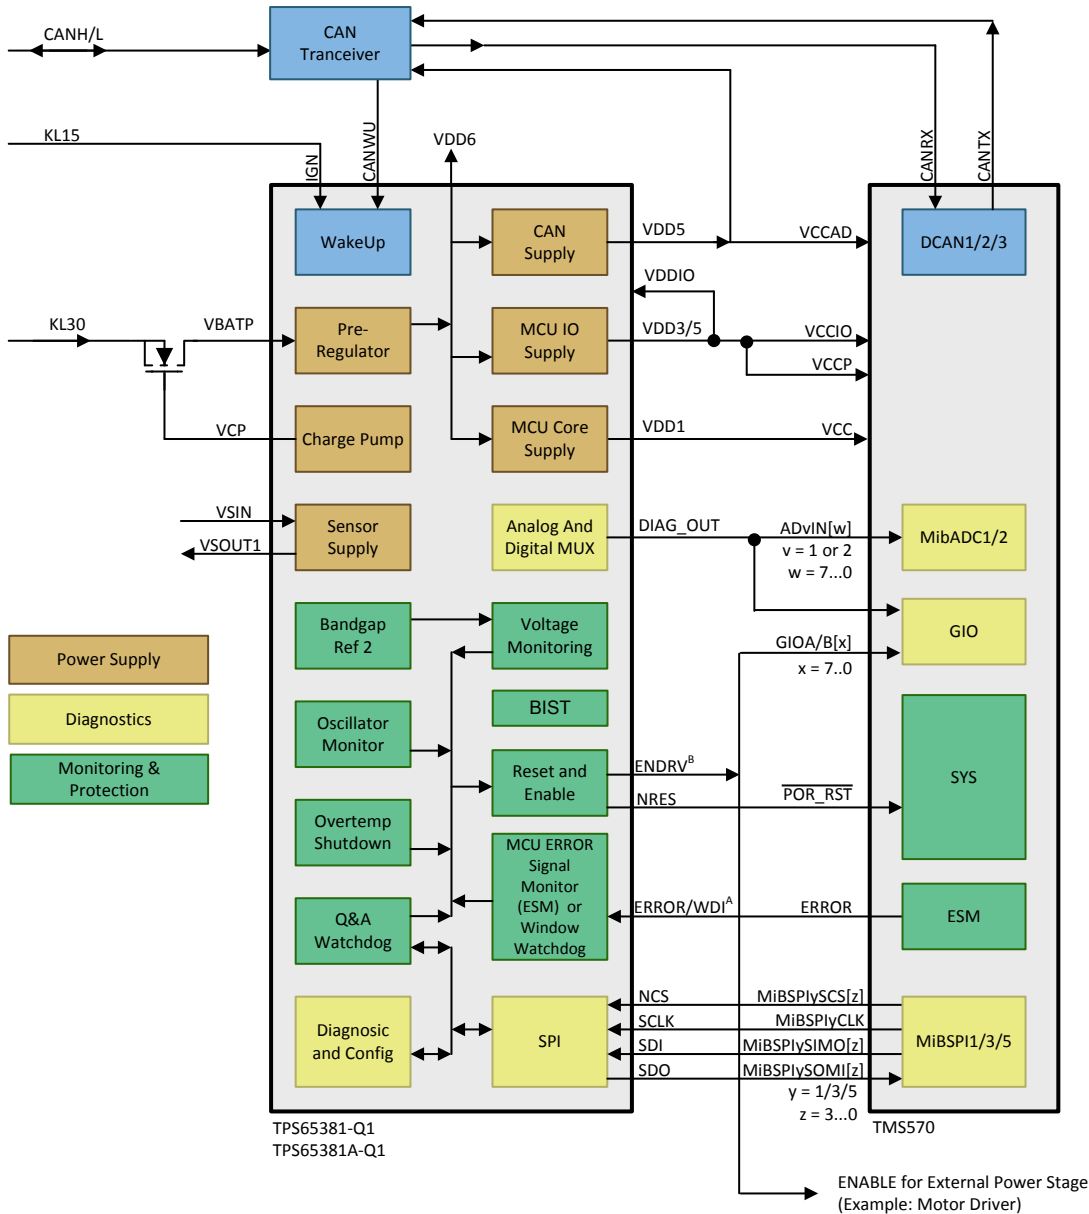 CANH/L
CAN
Tranceiver
KL15
IGN
CANWU
VDD6
CANRX
CANTX
WakeUp
CAN
Supply
VDD5
VCCAD
DCAN1/2/3
VDDIO
KL30
VBATP
Pre-
Regulator
MCU IO
Supply
VDD3/5
VCCIO
VCCP
VCP
Charge Pump
MCU Core
Supply
VDD1
VCC
VSIN
VSOUT1
Sensor
Supply
Analog And
Digital MUX
DIAG_OUT
ADvIN[w]
v = 1 or 2
w = 7...0
MibADC1/2
Bandgap
Ref 2
Voltage
Monitoring
GIO
GIOA/B[x]
x = 7..0
Power Supply
Diagnostics
Monitoring &
Protection
BIST
Oscillator
Monitor
Reset and
Enable
ENDRVᴮ
NRES
POR_RST
SYS
Overtemp
Shutdown
MCU ERROR
Signal
Monitor
(ESM) or
Window
Watchdog
Q&A
Watchdog
ERROR/WDIᴬ
ERROR
ESM
Diagnosic
and Config
SPI
NCS
MiBSPIySCS[z]
SCLK
MiBSPIyCLK
SDI
MiBSPIySIMO[z]
SDO
MiBSPIySOMI[z]
y = 1/3/5
z = 3...0
MiBSPI1/3/5
TPS65381-Q1
TPS65381A-Q1
TMS570
ENABLE for External Power Stage
(Example: Motor Driver)